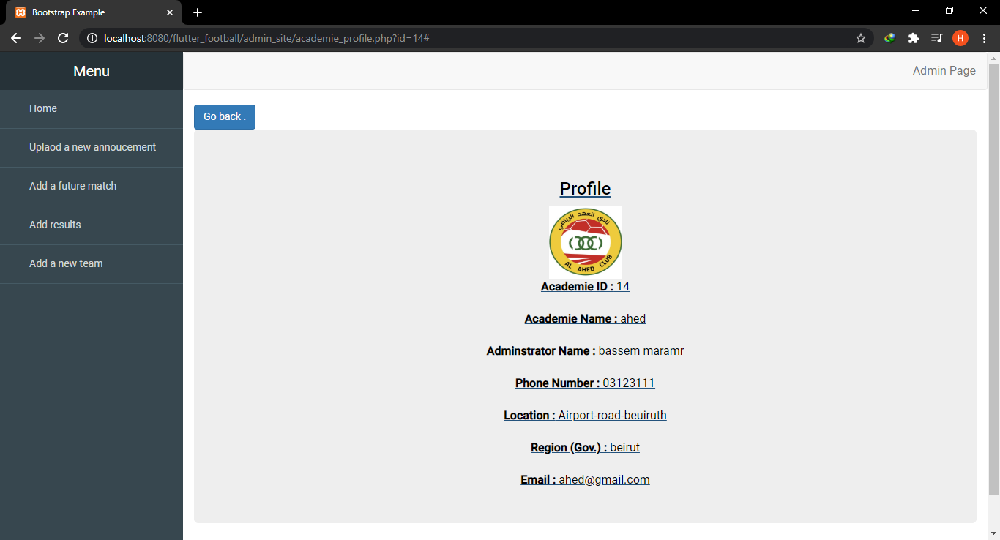 Bootstrap Example
localhost:8080/flutter_football/admin_site/academie_profile.php?id=14#
H
Menu
Admin Page
Home
Uplaod a new annoucement
Add a future match
Add results
Add a new team
Go back .
Profile
نادي العهد الرياضي
AL AHED CLUB
Academie ID : 14
Academie Name : ahed
Adminstrator Name : bassem maramr
Phone Number : 03123111
Location : Airport-road-beuiruth
Region (Gov.) : beirut
Email : ahed@gmail.com